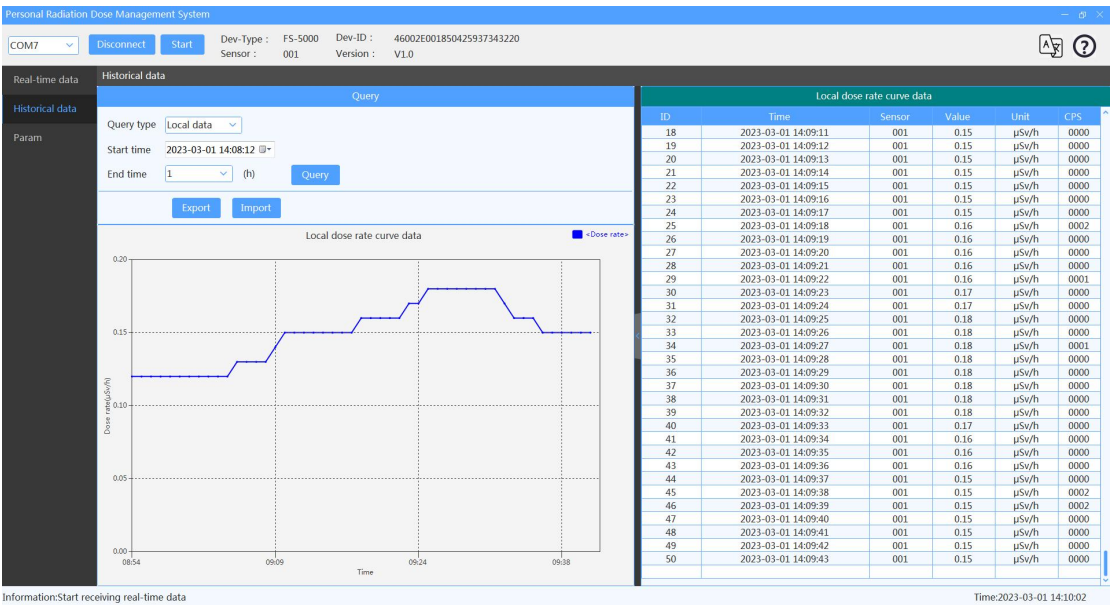 Personal Radiation Dose Management System
COM7 Disconnect Start Dev-Type : FS-5000 Dev-ID : 46002E001850425937343220
Sensor : 001 Version : V1.0
Real-time data
Historical data
Param
Historical data
Query
Query type Local data
Start time 2023-03-01 14:08:12
End time 1 (h) Query
Export Import
Local dose rate curve data <Dose rate>
0.20
0.15
0.10
0.05
0.00
Dose rate(μSv/h)
08:54 09:09 09:24 09:38
Time
Local dose rate curve data
ID Time Sensor Value Unit CPS
18 2023-03-01 14:09:11 001 0.15 μSv/h 0000
19 2023-03-01 14:09:12 001 0.15 μSv/h 0000
20 2023-03-01 14:09:13 001 0.15 μSv/h 0000
21 2023-03-01 14:09:14 001 0.15 μSv/h 0000
22 2023-03-01 14:09:15 001 0.15 μSv/h 0000
23 2023-03-01 14:09:16 001 0.15 μSv/h 0000
24 2023-03-01 14:09:17 001 0.15 μSv/h 0000
25 2023-03-01 14:09:18 001 0.16 μSv/h 0002
26 2023-03-01 14:09:19 001 0.16 μSv/h 0000
27 2023-03-01 14:09:20 001 0.16 μSv/h 0000
28 2023-03-01 14:09:21 001 0.16 μSv/h 0000
29 2023-03-01 14:09:22 001 0.16 μSv/h 0001
30 2023-03-01 14:09:23 001 0.17 μSv/h 0000
31 2023-03-01 14:09:24 001 0.17 μSv/h 0000
32 2023-03-01 14:09:25 001 0.18 μSv/h 0000
33 2023-03-01 14:09:26 001 0.18 μSv/h 0000
34 2023-03-01 14:09:27 001 0.18 μSv/h 0001
35 2023-03-01 14:09:28 001 0.18 μSv/h 0000
36 2023-03-01 14:09:29 001 0.18 μSv/h 0000
37 2023-03-01 14:09:30 001 0.18 μSv/h 0000
38 2023-03-01 14:09:31 001 0.18 μSv/h 0000
39 2023-03-01 14:09:32 001 0.18 μSv/h 0000
40 2023-03-01 14:09:33 001 0.17 μSv/h 0000
41 2023-03-01 14:09:34 001 0.16 μSv/h 0000
42 2023-03-01 14:09:35 001 0.16 μSv/h 0000
43 2023-03-01 14:09:36 001 0.16 μSv/h 0000
44 2023-03-01 14:09:37 001 0.15 μSv/h 0000
45 2023-03-01 14:09:38 001 0.15 μSv/h 0002
46 2023-03-01 14:09:39 001 0.15 μSv/h 0002
47 2023-03-01 14:09:40 001 0.15 μSv/h 0000
48 2023-03-01 14:09:41 001 0.15 μSv/h 0000
49 2023-03-01 14:09:42 001 0.15 μSv/h 0000
50 2023-03-01 14:09:43 001 0.15 μSv/h 0000
Information:Start receiving real-time data Time:2023-03-01 14:10:02